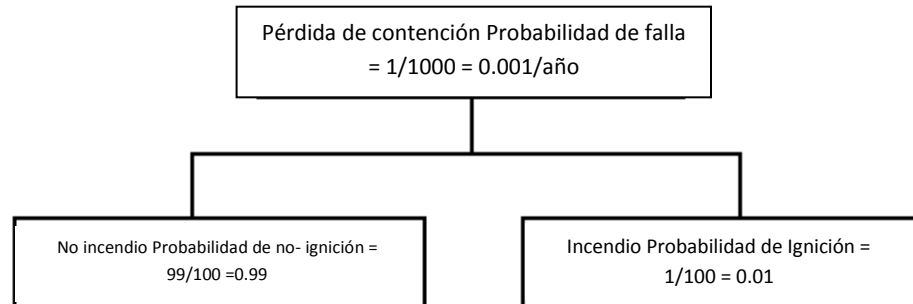 Pérdida de contención Probabilidad de falla
= 1/1000 = 0.001/año
No incendio Probabilidad de no- ignición =
99/100 =0.99
Incendio Probabilidad de Ignición =
1/100 = 0.01